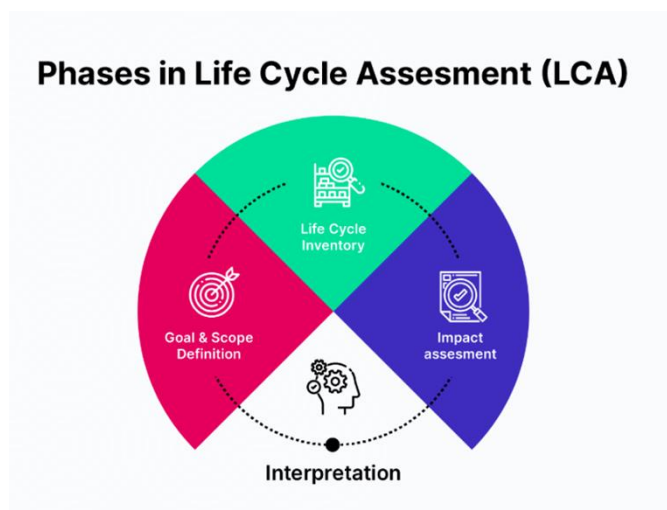 Phases in Life Cycle Assesment (LCA)
Life Cycle
Inventory
Goal & Scope
Definition
Impact
assesment
Interpretation